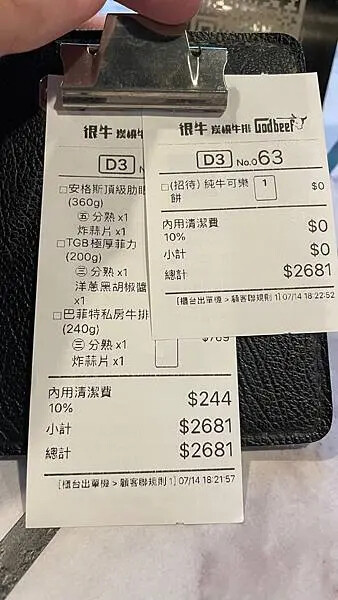 很牛 炭燒牛
D3
□安格斯頂級肋眼
(360g)
五 分熟 x1
炸蒜片 x1
□TGB極厚菲力
(200g)
三 分熟 x1
洋蔥黑胡椒醬
x1
□巴菲特私房牛排
(240g)
三 分熟 x1
炸蒜片 x1
內用清潔費
10%
$244
小計
$2681
總計
$2681
[櫃台出單機 > 顧客聯規則 1] 07/14 18:21:57
很牛 炭燒牛排 Godbeef
D3 No.063
□(招待) 純牛可樂餅
1
$0
內用清潔費
10%
$0
小計
$0
總計
$2681
[櫃台出單機 > 顧客聯規則 1] 07/14 18:22:52